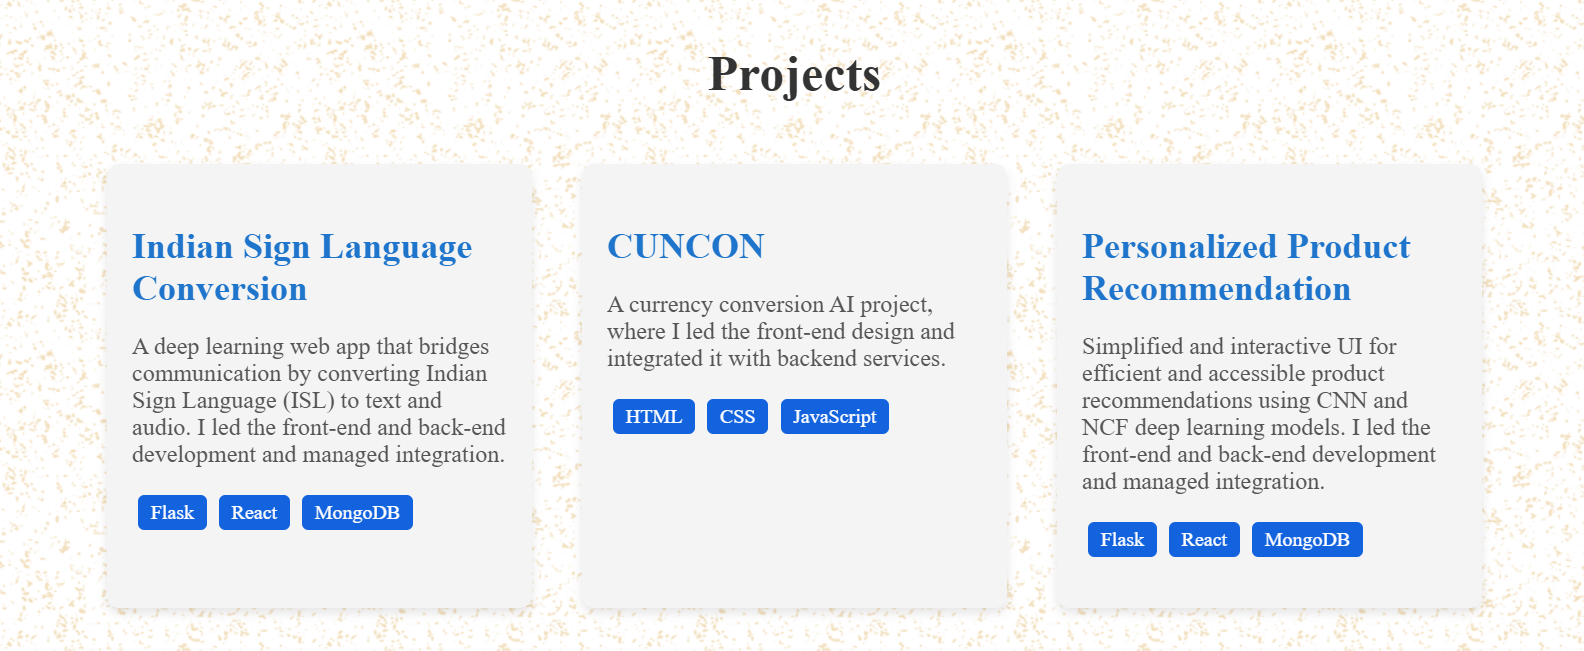 Projects
Indian Sign Language
Conversion
A deep learning web app that bridges
communication by converting Indian
Sign Language (ISL) to text and
audio. I led the front-end and back-end
development and managed integration.
Flask React MongoDB
CUNCON
A currency conversion AI project,
where I led the front-end design and
integrated it with backend services.
HTML CSS JavaScript
Personalized Product
Recommendation
Simplified and interactive UI for
efficient and accessible product
recommendations using CNN and
NCF deep learning models. I led the
front-end and back-end development
and managed integration.
Flask React MongoDB